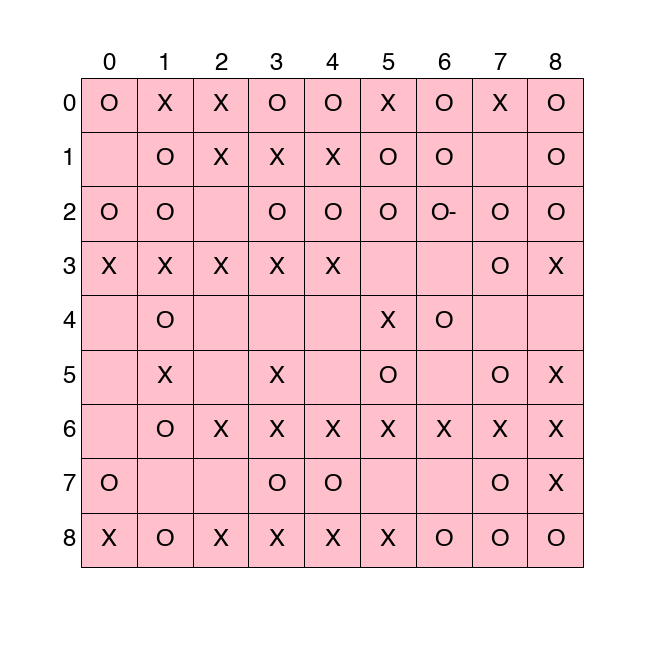 0 1 2 3 4 5 6 7 8
0 O X X O O X O X O
1 O X X X O O O
2 O O O O O O- O O
3 X X X X X O X
4 O X O
5 X X O O X
6 O X X X X X X X
7 O O O O X
8 X O X X X X O O O